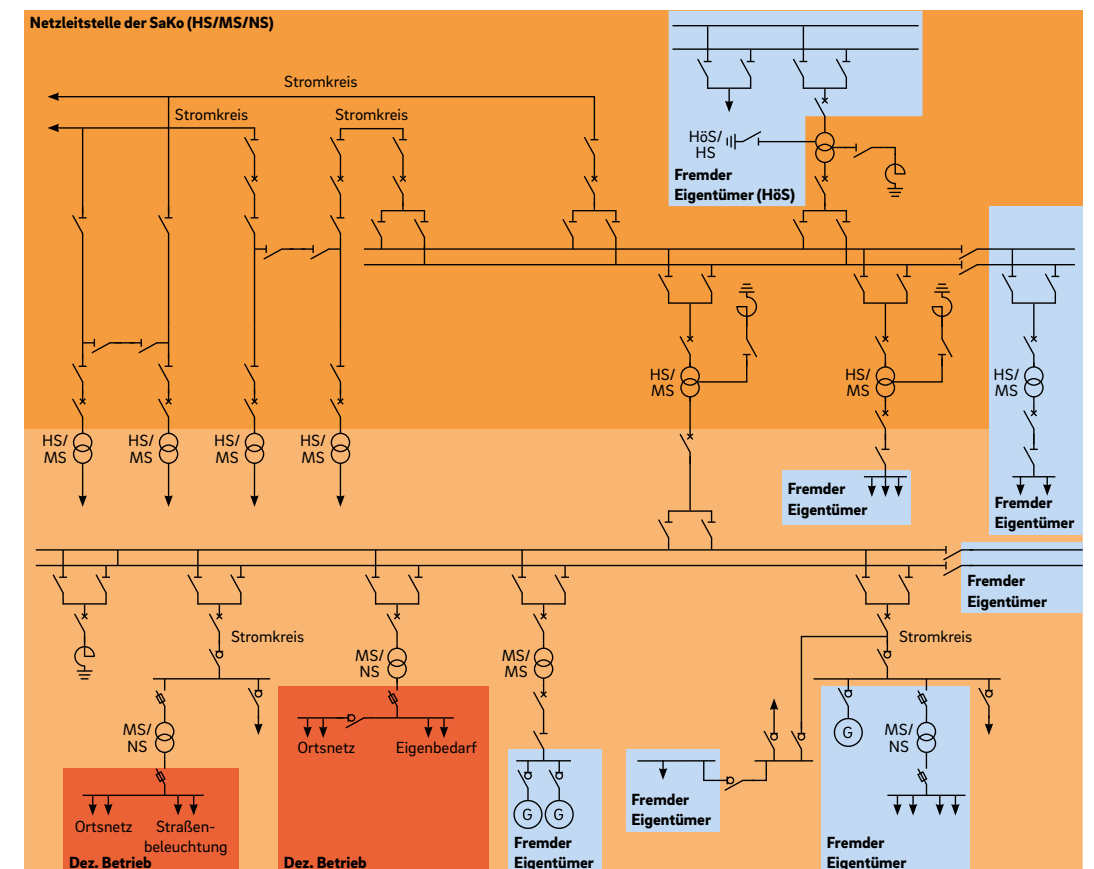 Netzleitstelle der SaKo (HS/MS/NS)
Stromkreis
Stromkreis
Stromkreis
HöS/
HS
Fremder
Eigentümer (HöS)
HS/
MS
HS/
MS
HS/
MS
HS/
MS
HS/
MS
HS/
MS
HS/
MS
Fremder
Eigentümer
Fremder
Eigentümer
Fremder
Eigentümer
Stromkreis
Stromkreis
MS/
NS
MS/
MS
MS/
NS
Ortsnetz
Eigenbedarf
G
MS/
NS
Ortsnetz
Straßen-
beleuchtung
Dez. Betrieb
Dez. Betrieb
G
G
Fremder
Eigentümer
Fremder
Eigentümer
Fremder
Eigentümer